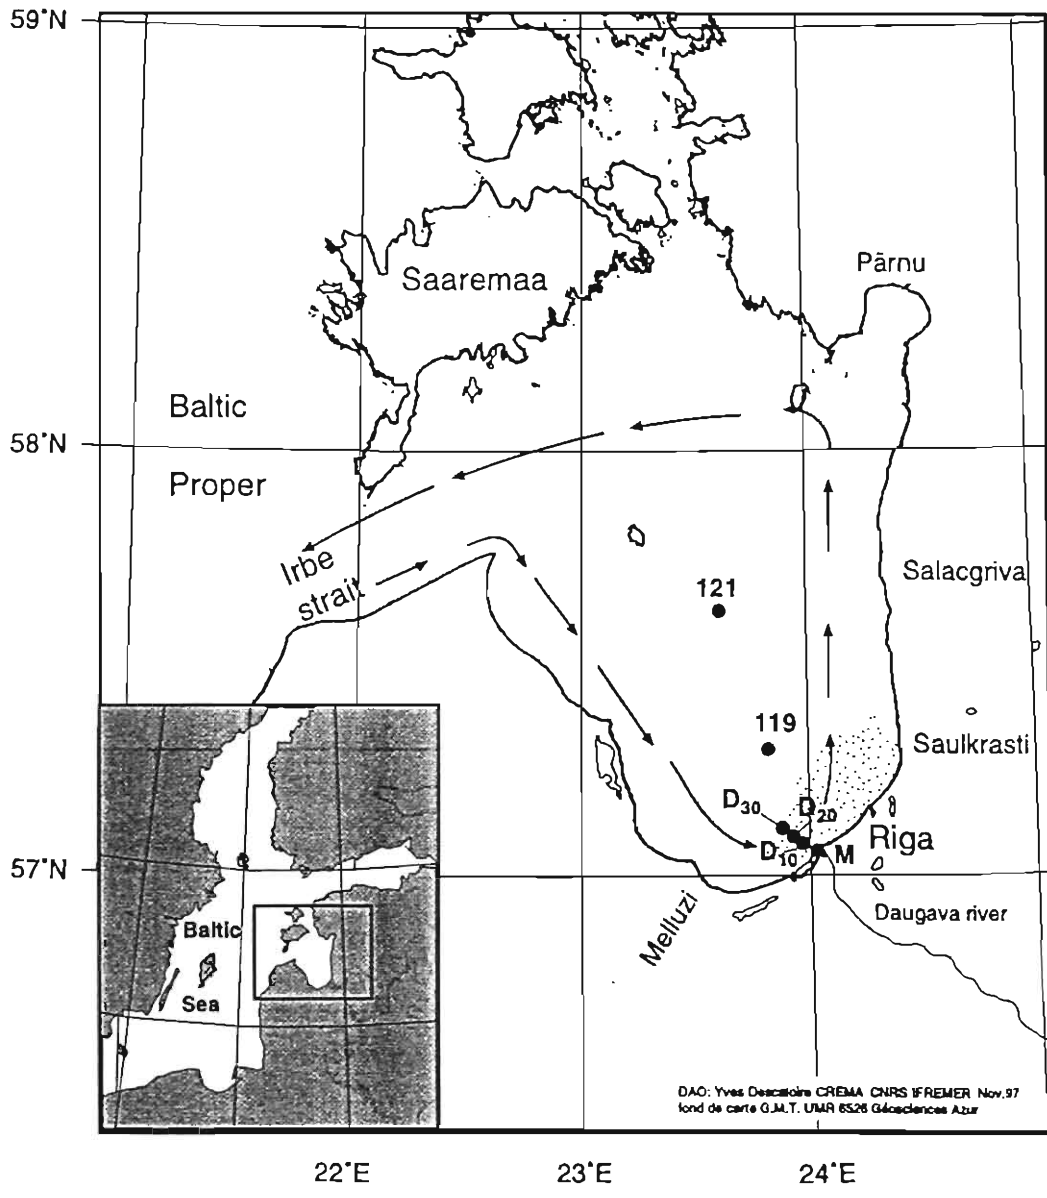 59°N
Pärnu
Saaremaa
Baltic
58°N
Proper
Irbe
strait
Salacgriva
121
119
Saulkrasti
D30
D20
Riga
D10
M
57°N
Melluzi
Daugava river
Baltic
Sea
DAO: Yves Descatoire CREMA CNRS IFREMER Nov.97
fond de carte G.M.T. UMR 6526 Géosciences Azur
22°E
23°E
24°E